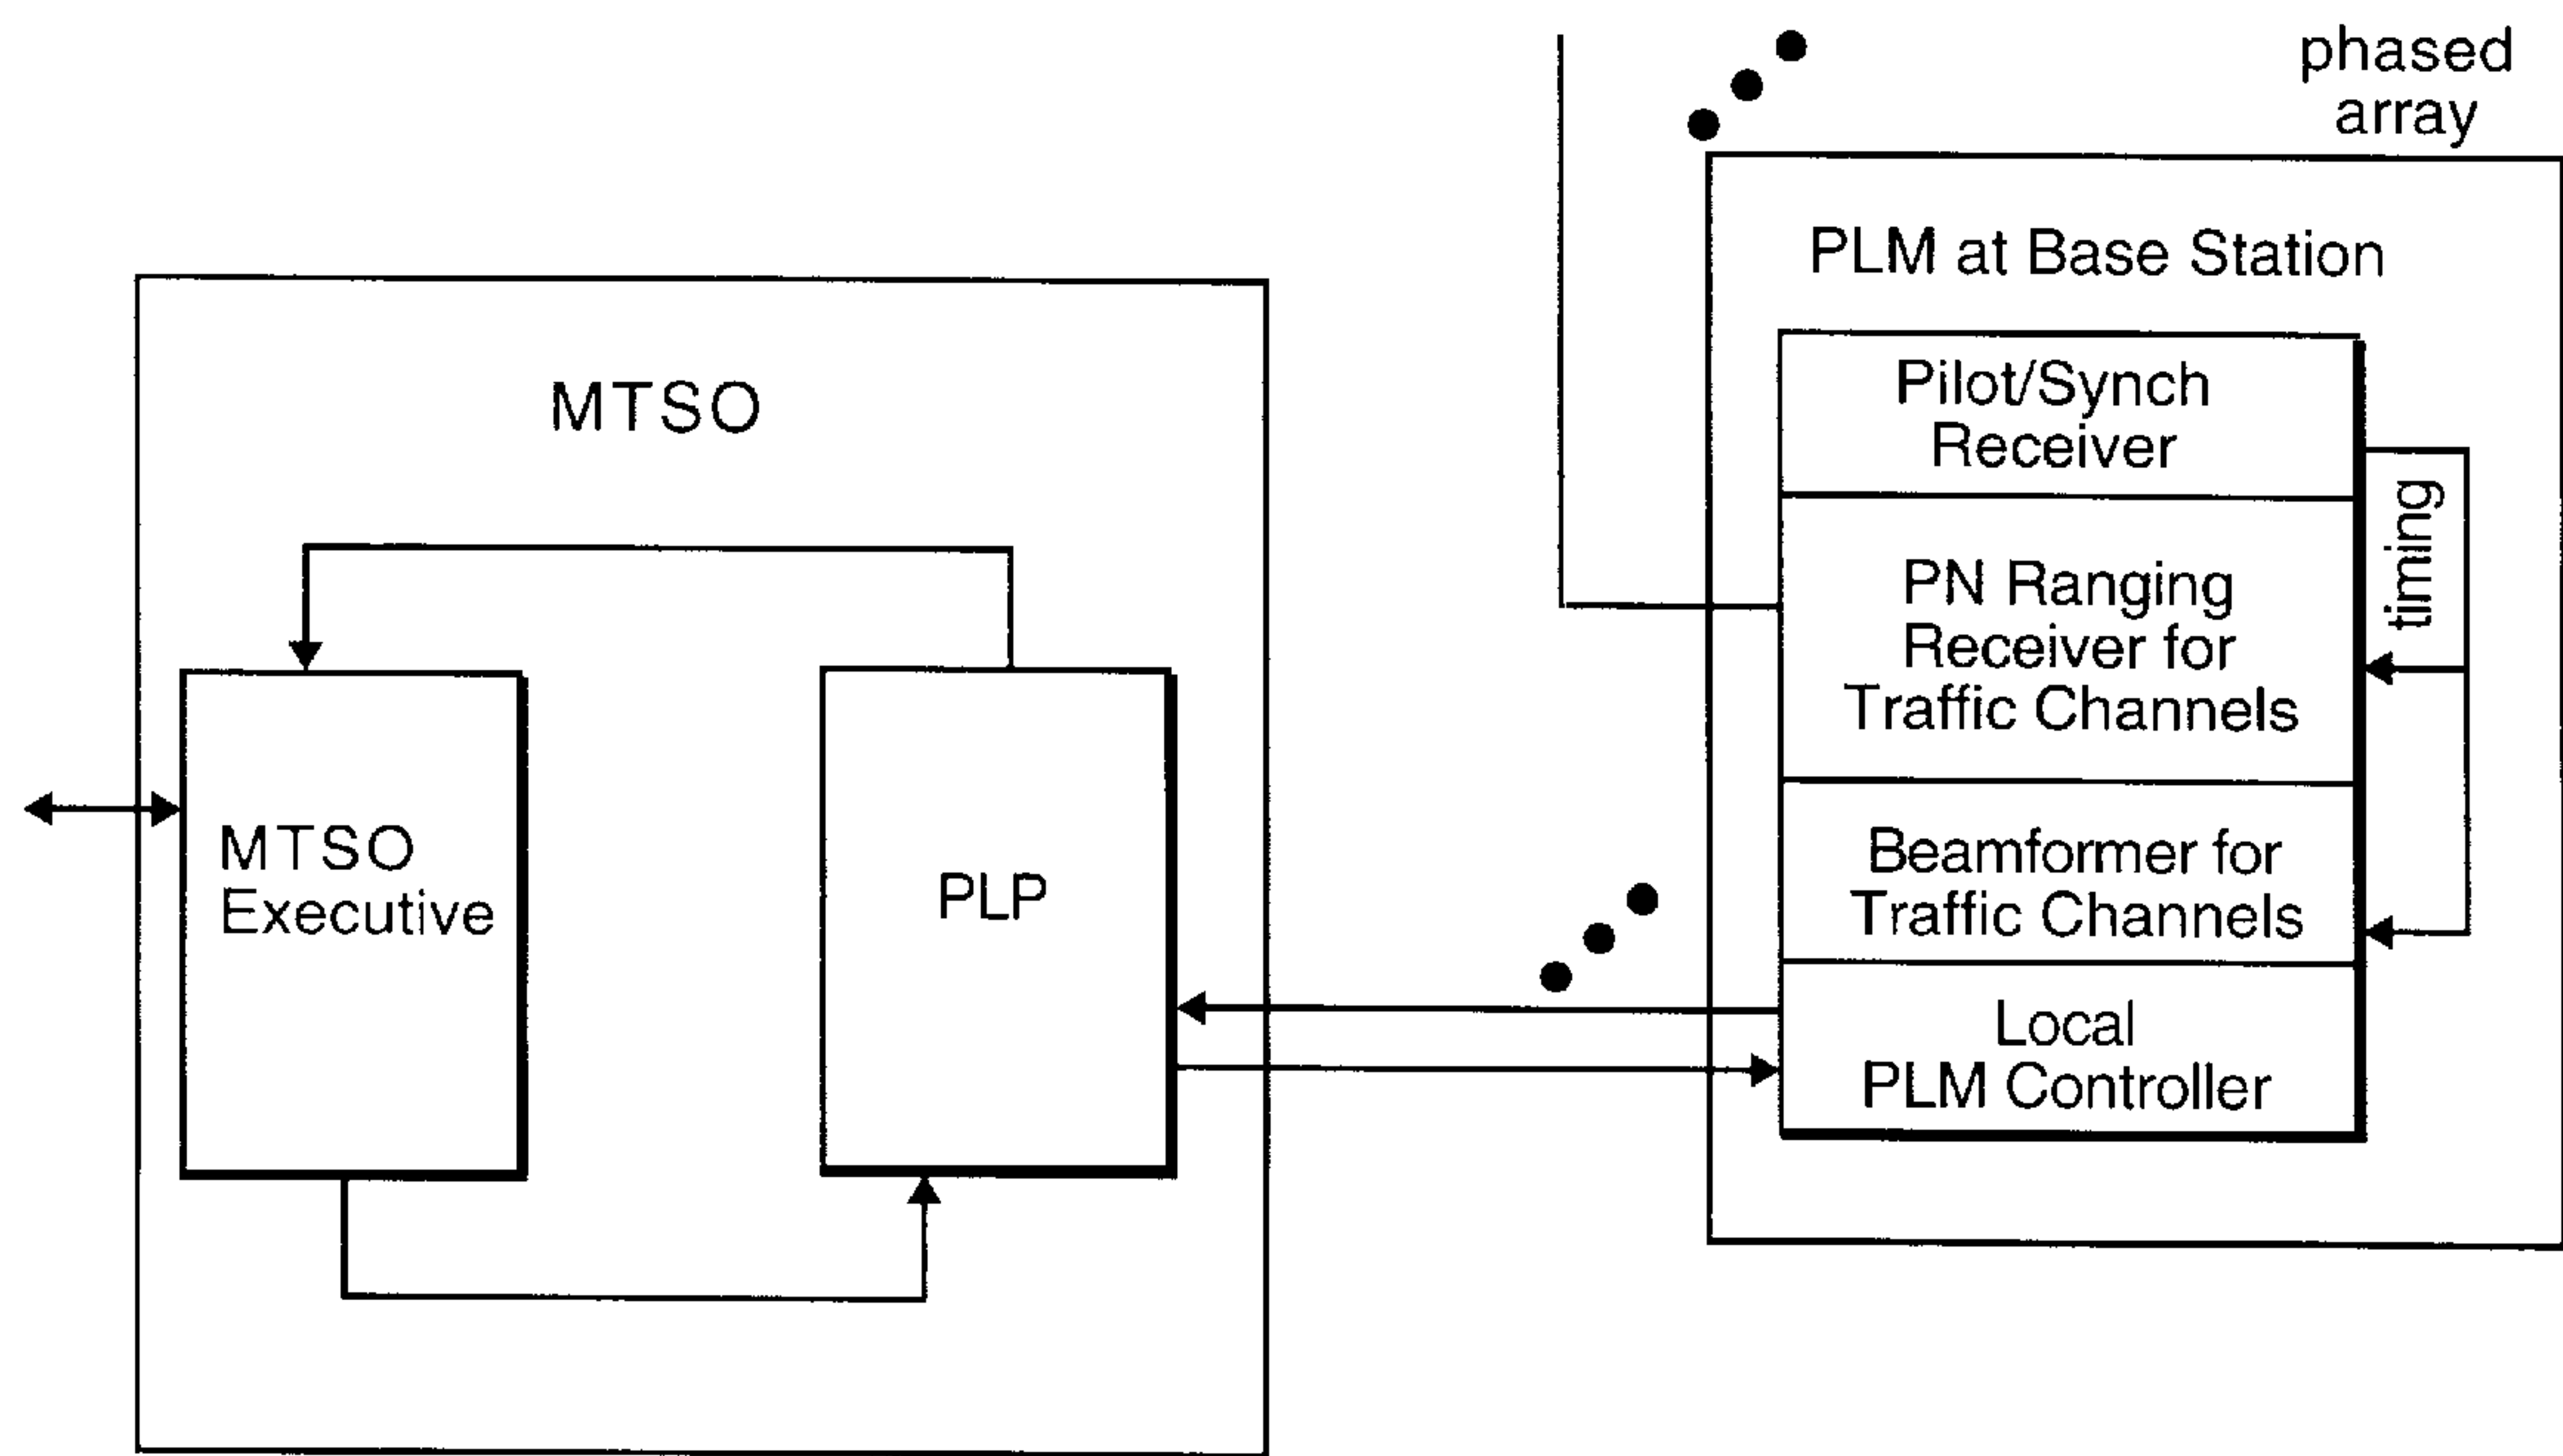 phased
array
PLM at Base Station
MTSO
Pilot/Synch
Receiver
timing
PN Ranging
Receiver for
Traffic Channels
MTSO
Executive
PLP
Beamformer for
Traffic Channels
Local
PLM Controller